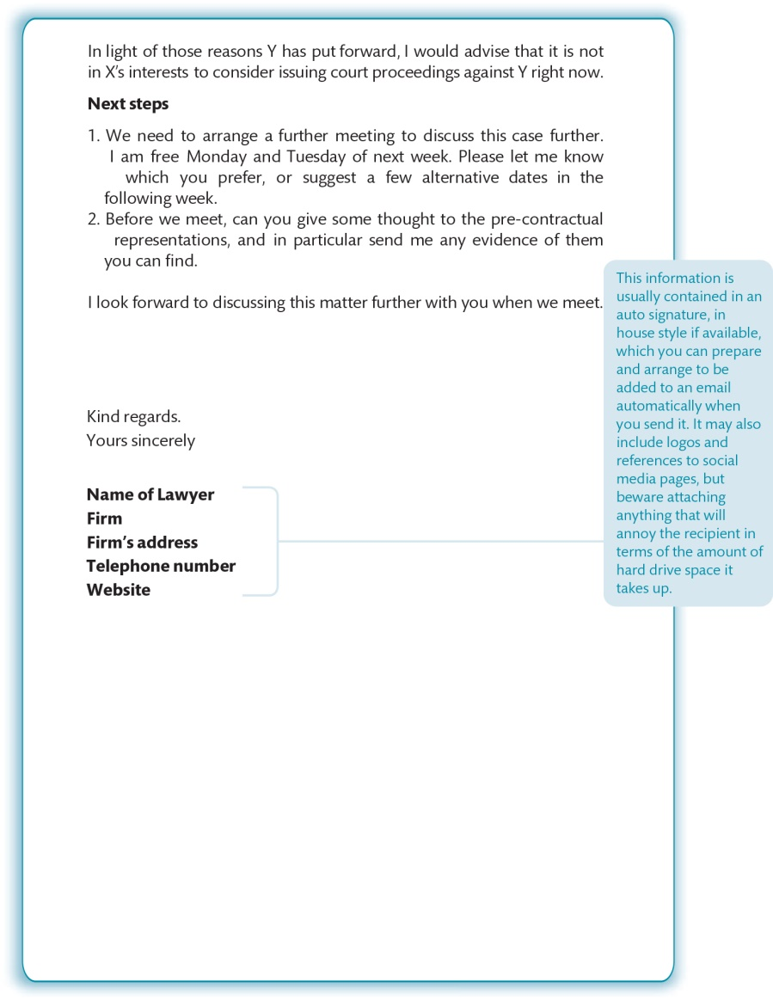 In light of those reasons Y has put forward, I would advise that it is not
in X's interests to consider issuing court proceedings against Y right now.
Next steps
1. We need to arrange a further meeting to discuss this case further.
I am free Monday and Tuesday of next week. Please let me know
which you prefer, or suggest a few alternative dates in the
following week.
2. Before we meet, can you give some thought to the pre-contractual
representations, and in particular send me any evidence of them
you can find.
I look forward to discussing this matter further with you when we meet.
Kind regards.
Yours sincerely
Name of Lawyer
Firm
Firm's address
Telephone number
Website
This information is
usually contained in an
auto signature, in
house style if available,
which you can prepare
and arrange to be
added to an email
automatically when
you send it. It may also
include logos and
references to social
media pages, but
beware attaching
anything that will
annoy the recipient in
terms of the amount of
hard drive space it
takes up.